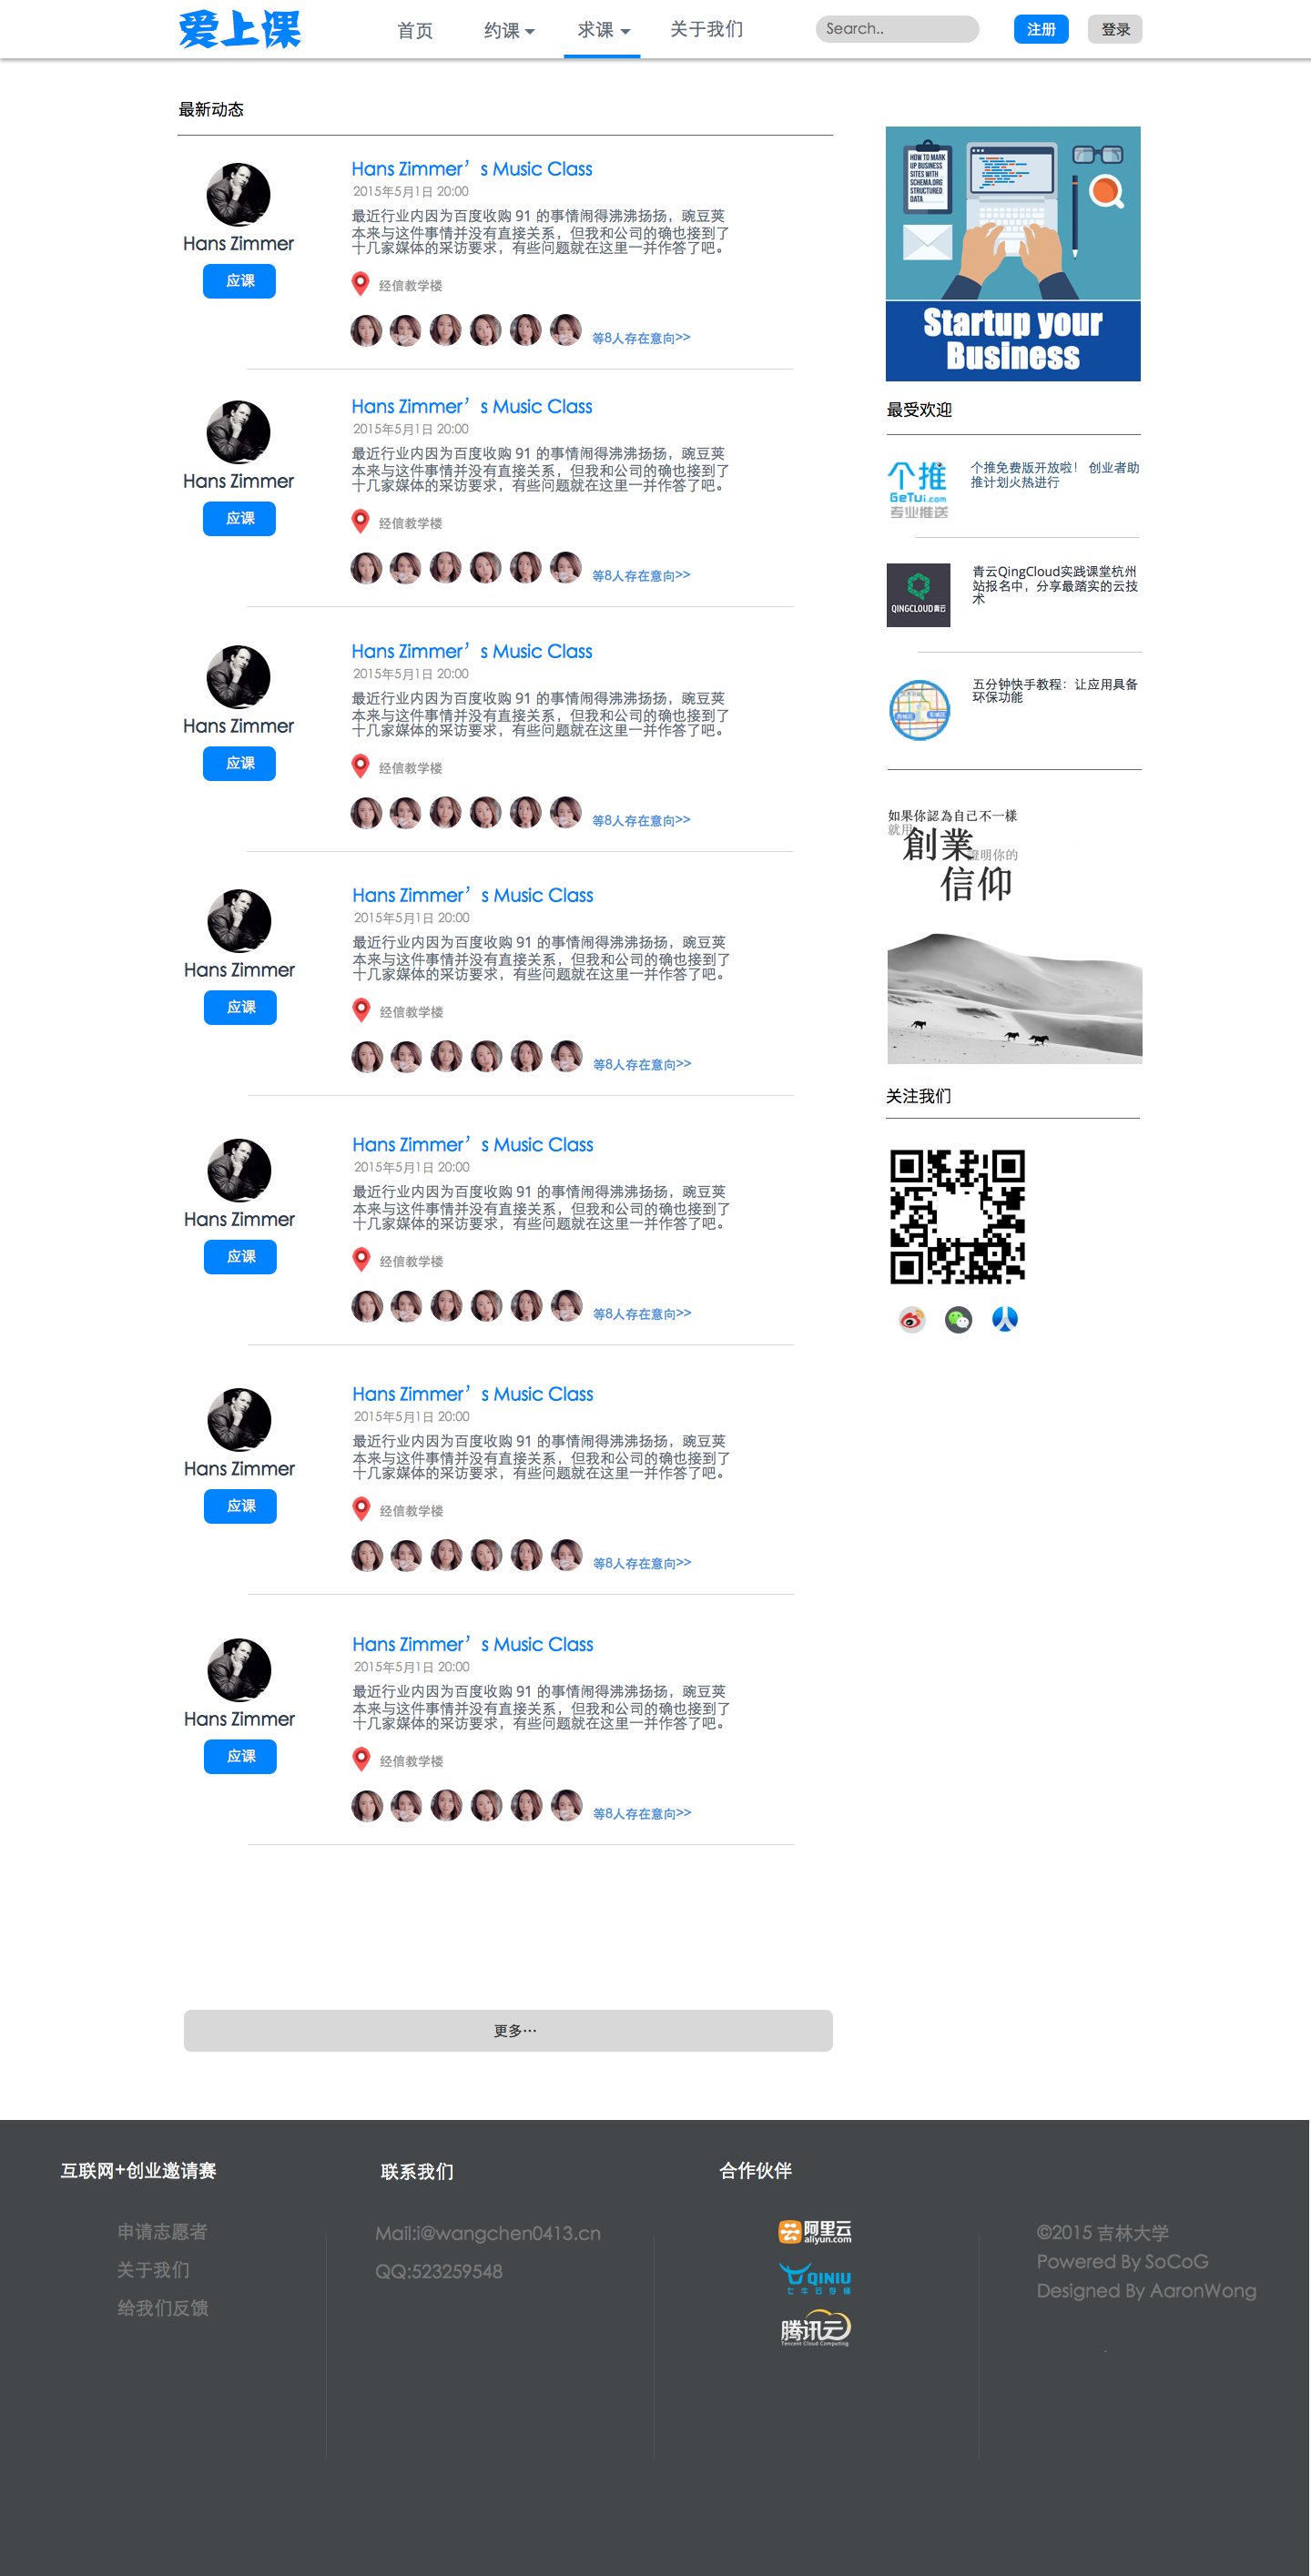 爱上课
首页
约课
求课
关于我们
Search..
注册
登录
最新动态
Hans Zimmer
应课
Hans Zimmer’s Music Class
2015年5月1日 20:00
最近行业内因为百度收购 91 的事情闹得沸沸扬扬，豌豆荚
本来与这件事情并没有直接关系，但我和公司的确也接到了
十几家媒体的采访要求，有些问题就在这里一并作答了吧。
经信教学楼
等8人存在意向>>
Hans Zimmer
应课
Hans Zimmer’s Music Class
2015年5月1日 20:00
最近行业内因为百度收购 91 的事情闹得沸沸扬扬，豌豆荚
本来与这件事情并没有直接关系，但我和公司的确也接到了
十几家媒体的采访要求，有些问题就在这里一并作答了吧。
经信教学楼
等8人存在意向>>
Hans Zimmer
应课
Hans Zimmer’s Music Class
2015年5月1日 20:00
最近行业内因为百度收购 91 的事情闹得沸沸扬扬，豌豆荚
本来与这件事情并没有直接关系，但我和公司的确也接到了
十几家媒体的采访要求，有些问题就在这里一并作答了吧。
经信教学楼
等8人存在意向>>
Hans Zimmer
应课
Hans Zimmer’s Music Class
2015年5月1日 20:00
最近行业内因为百度收购 91 的事情闹得沸沸扬扬，豌豆荚
本来与这件事情并没有直接关系，但我和公司的确也接到了
十几家媒体的采访要求，有些问题就在这里一并作答了吧。
经信教学楼
等8人存在意向>>
Hans Zimmer
应课
Hans Zimmer’s Music Class
2015年5月1日 20:00
最近行业内因为百度收购 91 的事情闹得沸沸扬扬，豌豆荚
本来与这件事情并没有直接关系，但我和公司的确也接到了
十几家媒体的采访要求，有些问题就在这里一并作答了吧。
经信教学楼
等8人存在意向>>
Hans Zimmer
应课
Hans Zimmer’s Music Class
2015年5月1日 20:00
最近行业内因为百度收购 91 的事情闹得沸沸扬扬，豌豆荚
本来与这件事情并没有直接关系，但我和公司的确也接到了
十几家媒体的采访要求，有些问题就在这里一并作答了吧。
经信教学楼
等8人存在意向>>
Hans Zimmer
应课
Hans Zimmer’s Music Class
2015年5月1日 20:00
最近行业内因为百度收购 91 的事情闹得沸沸扬扬，豌豆荚
本来与这件事情并没有直接关系，但我和公司的确也接到了
十几家媒体的采访要求，有些问题就在这里一并作答了吧。
经信教学楼
等8人存在意向>>
更多…
HOW TO MARK
UP BUSINESS
SITES WITH
SCHEMA.ORG
STRUCTURED
DATA
Startup your
Business
最受欢迎
个推
GeTui.com
专业推送
个推免费版开放啦！ 创业者助
推计划火热进行
QINGCLOUD青云
青云QingCloud实践课堂杭州
站报名中，分享最踏实的云技
术
五分钟快手教程：让应用具备
环保功能
如果你認為自己不一樣
就用
創業
證明你的
信仰
关注我们
互联网+创业邀请赛
申请志愿者
关于我们
给我们反馈
联系我们
Mail:i@wangchen0413.cn
QQ:523259548
合作伙伴
阿里云
aliyun.com
QINIU
七牛云存储
腾讯云
Tencent Cloud Computing
©2015 吉林大学
Powered By SoCoG
Designed By AaronWong